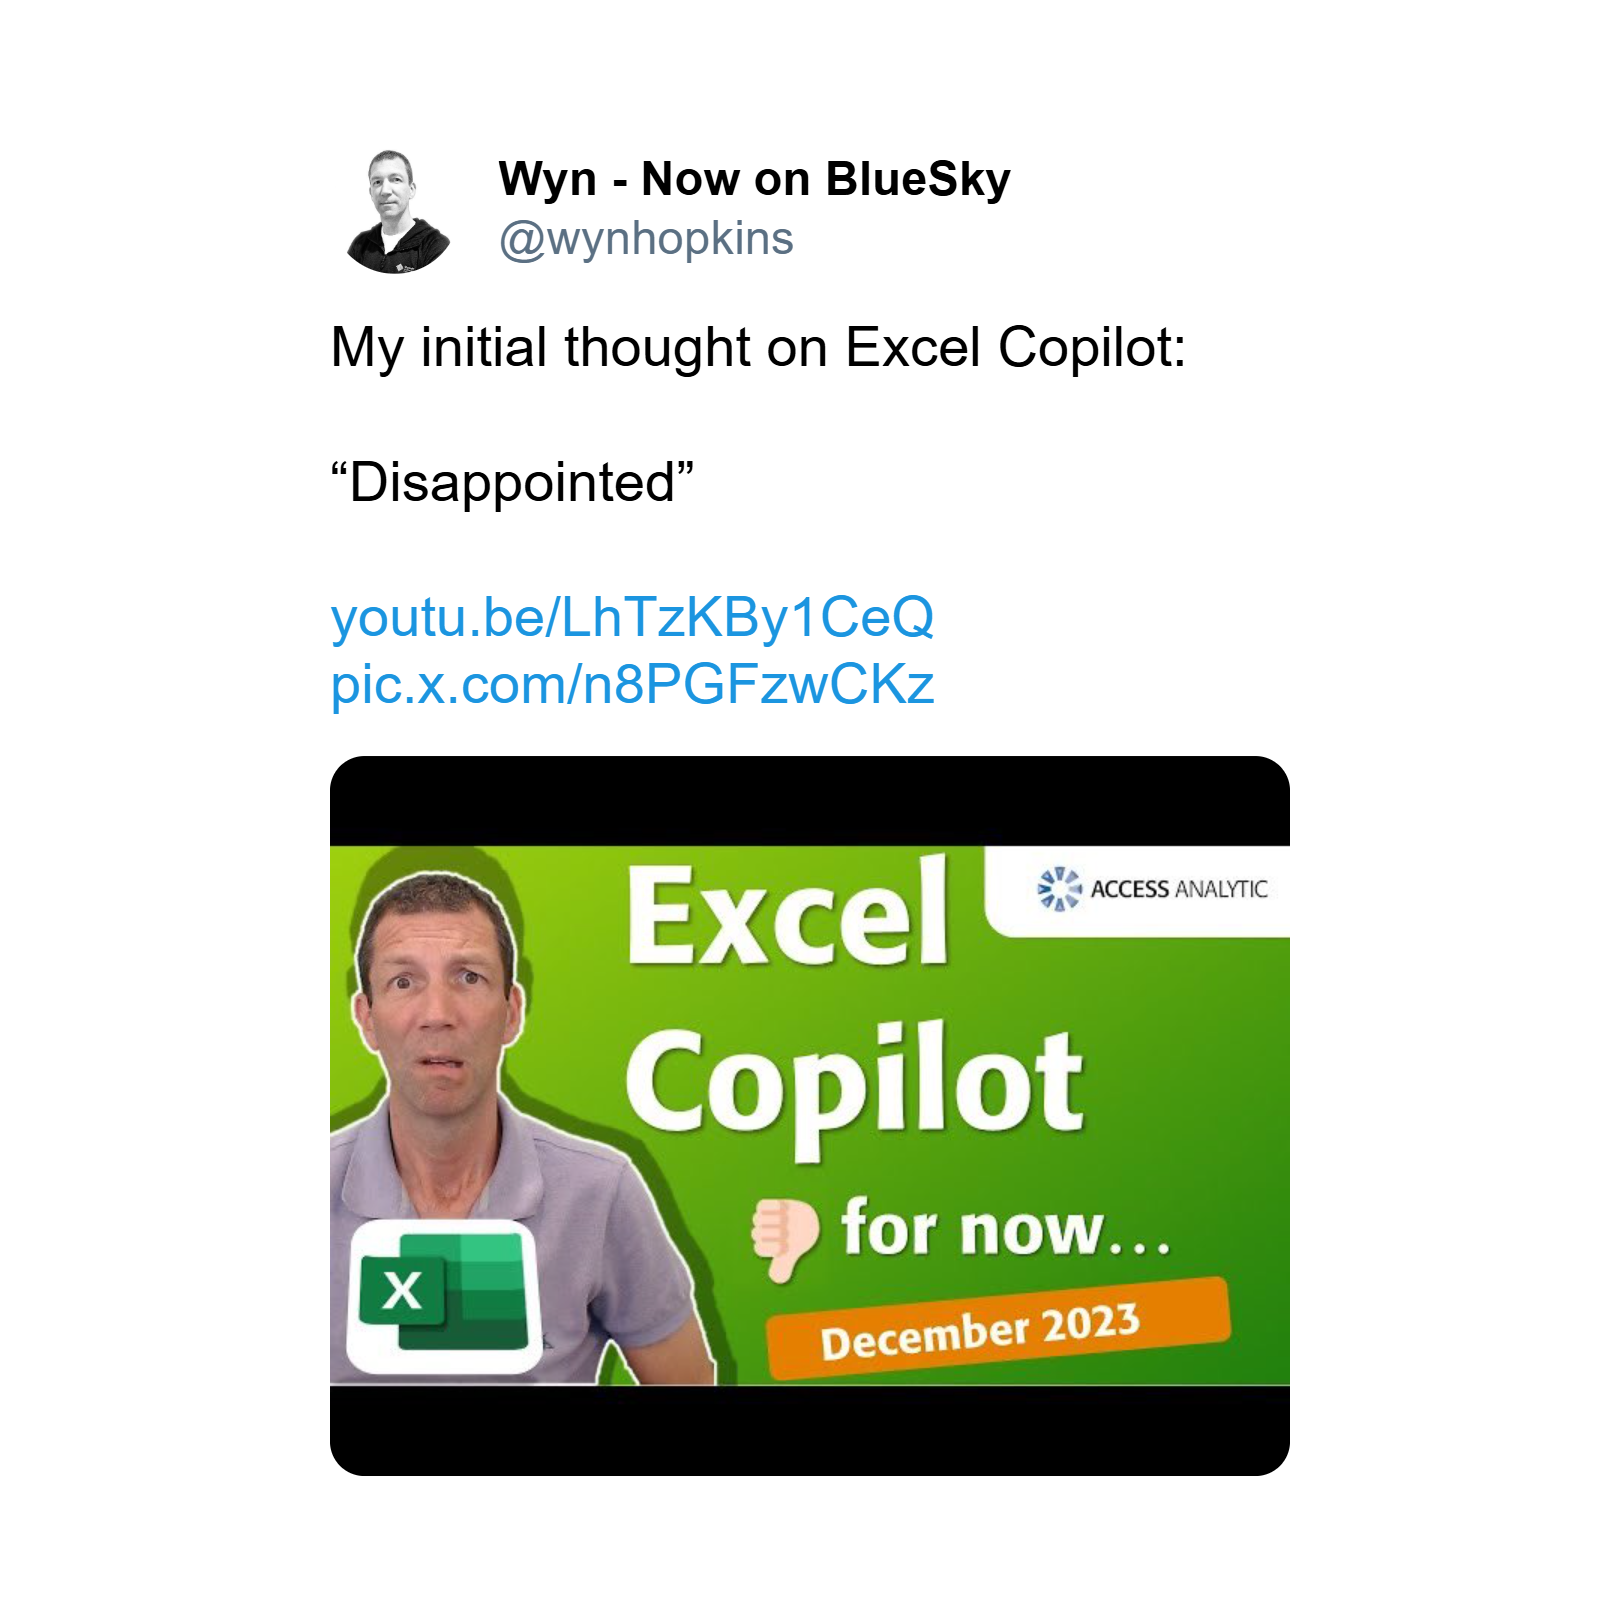 Wyn - Now on BlueSky
@wynhopkins
My initial thought on Excel Copilot:
“Disappointed”
youtu.be/LhTzKBy1CeQ
pic.x.com/n8PGFzwCKz
Excel
ACCESS ANALYTIC
Copilot
👎🏻 for now...
X
December 2023